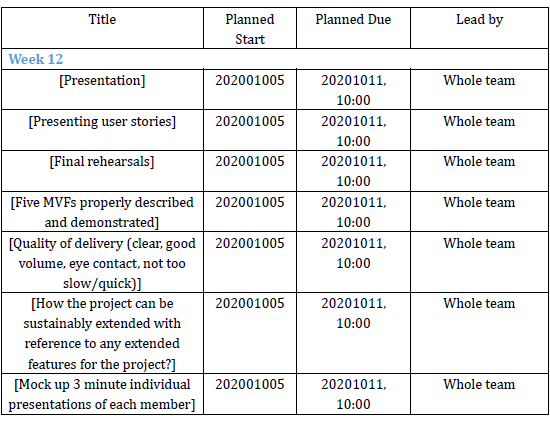 Title Planned Start Planned Due Lead by
Week 12
[Presentation] 202001005 20201011, 10:00 Whole team
[Presenting user stories] 202001005 20201011, 10:00 Whole team
[Final rehearsals] 202001005 20201011, 10:00 Whole team
[Five MVFs properly described and demonstrated] 202001005 20201011, 10:00 Whole team
[Quality of delivery (clear, good volume, eye contact, not too slow/quick)] 202001005 20201011, 10:00 Whole team
[How the project can be sustainably extended with reference to any extended features for the project?] 202001005 20201011, 10:00 Whole team
[Mock up 3 minute individual presentations of each member] 202001005 20201011, 10:00 Whole team